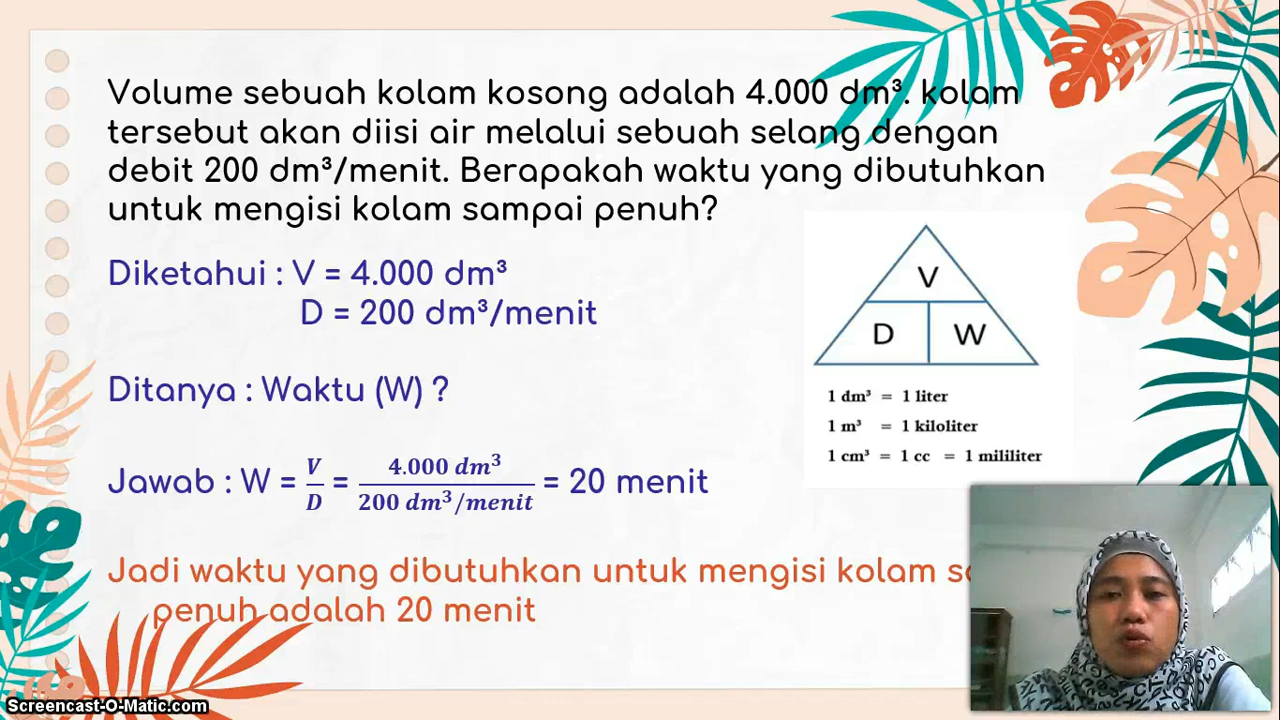 Volume sebuah kolam kosong adalah 4.000 dm³. kolam
tersebut akan diisi air melalui sebuah selang dengan
debit 200 dm³/menit. Berapakah waktu yang dibutuhkan
untuk mengisi kolam sampai penuh?
Diketahui : V = 4.000 dm³
D = 200 dm³/menit
Ditanya : Waktu (W) ?
Jawab : W = V/D = 4.000 dm³/200 dm³/menit = 20 menit
Jadi waktu yang dibutuhkan untuk mengisi kolam
penuh adalah 20 menit
V
D W
1 dm³ = 1 liter
1 m³ = 1 kiloliter
1 cm³ = 1 cc = 1 mililiter
Screencast-O-Matic.com